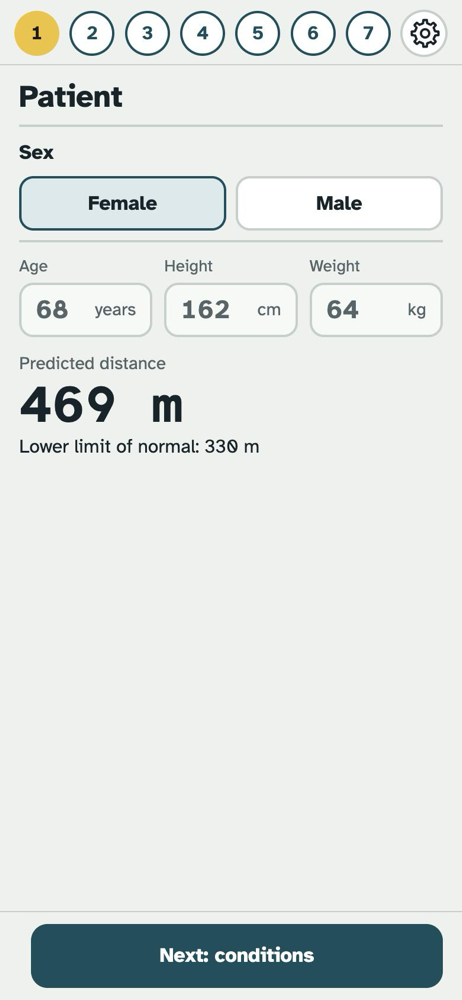 1 2 3 4 5 6 7
Patient
Sex
Female Male
Age Height Weight
68 years 162 cm 64 kg
Predicted distance
469 m
Lower limit of normal: 330 m
Next: conditions